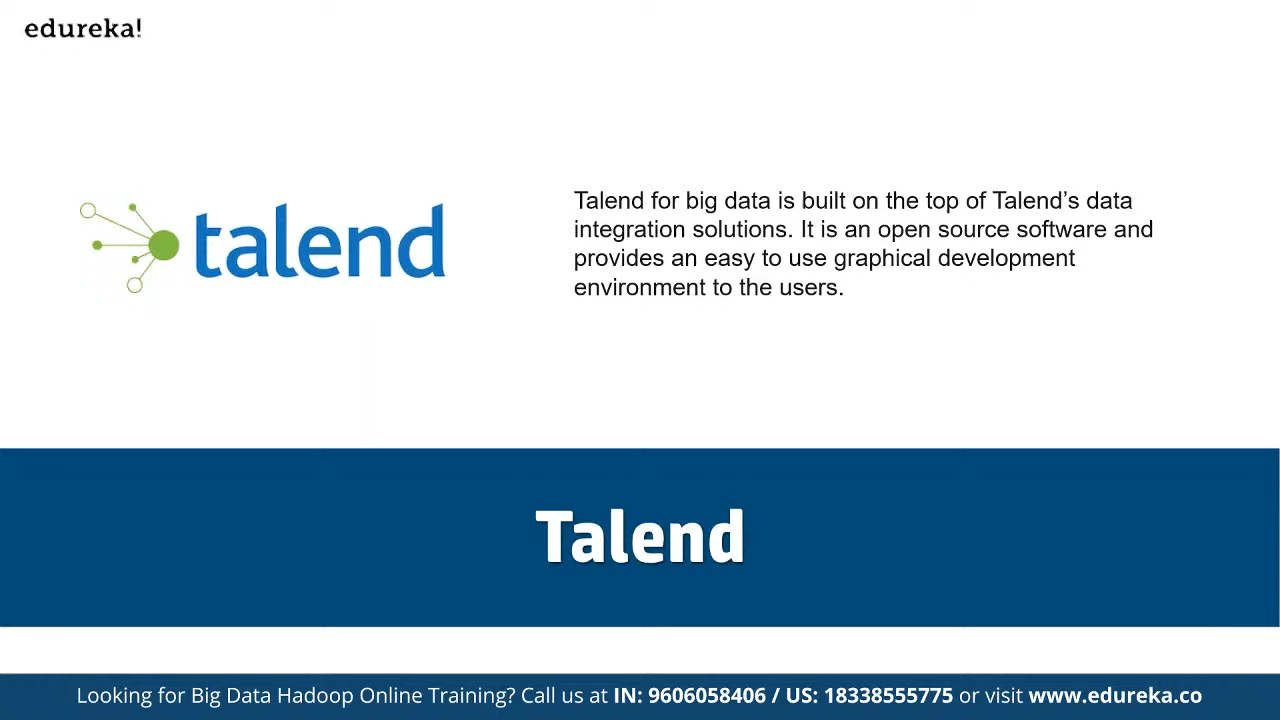 edureka!
talend
Talend for big data is built on the top of Talend’s data
integration solutions. It is an open source software and
provides an easy to use graphical development
environment to the users.
Talend
Looking for Big Data Hadoop Online Training? Call us at IN: 9606058406 / US: 18338555775 or visit www.edureka.co